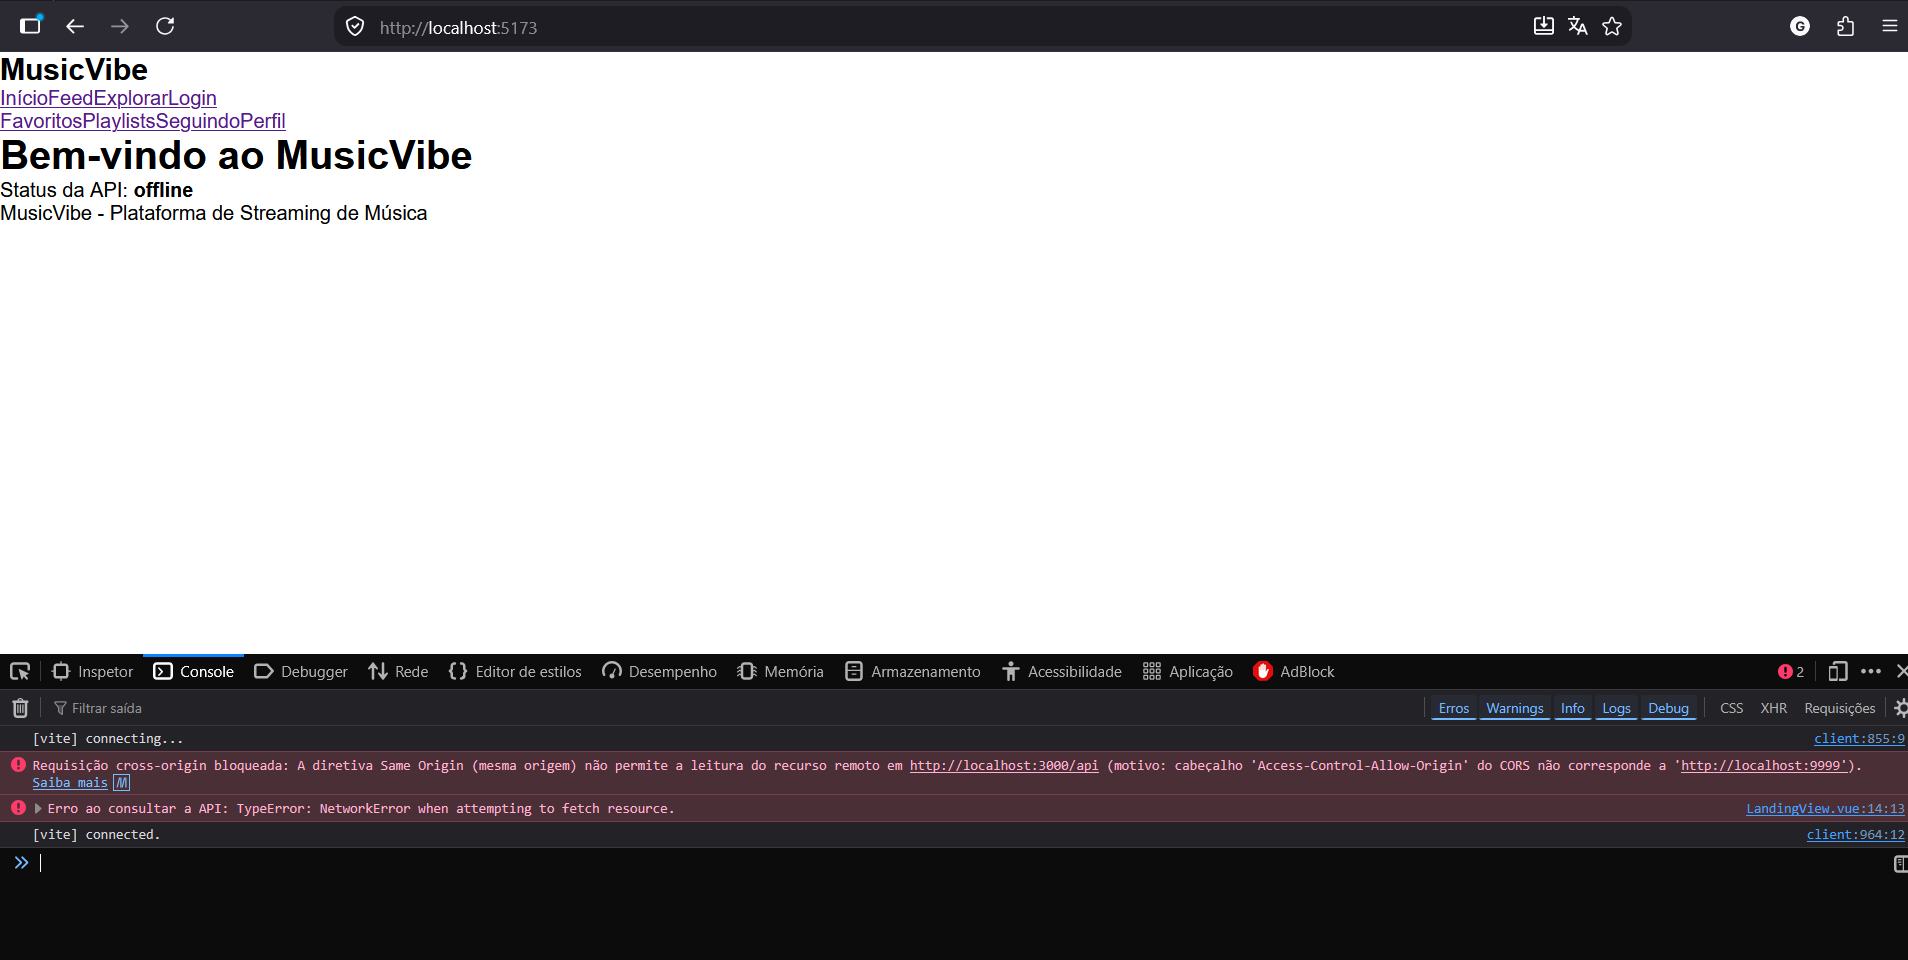 http://localhost:5173
G
MusicVibe
InícioFeedExplorarLogin
FavoritosPlaylistsSeguindoPerfil
Bem-vindo ao MusicVibe
Status da API: offline
MusicVibe - Plataforma de Streaming de Música
Inspetor Console Debugger Rede Editor de estilos Desempenho Memória Armazenamento Acessibilidade Aplicação AdBlock 2
Filtrar saída Erros Warnings Info Logs Debug CSS XHR Requisições
[vite] connecting... client:855:9
Requisição cross-origin bloqueada: A diretiva Same Origin (mesma origem) não permite a leitura do recurso remoto em http://localhost:3000/api (motivo: cabeçalho 'Access-Control-Allow-Origin' do CORS não corresponde a 'http://localhost:9999').
Saiba mais
Erro ao consultar a API: TypeError: NetworkError when attempting to fetch resource. LandingView.vue:14:13
[vite] connected. client:964:12